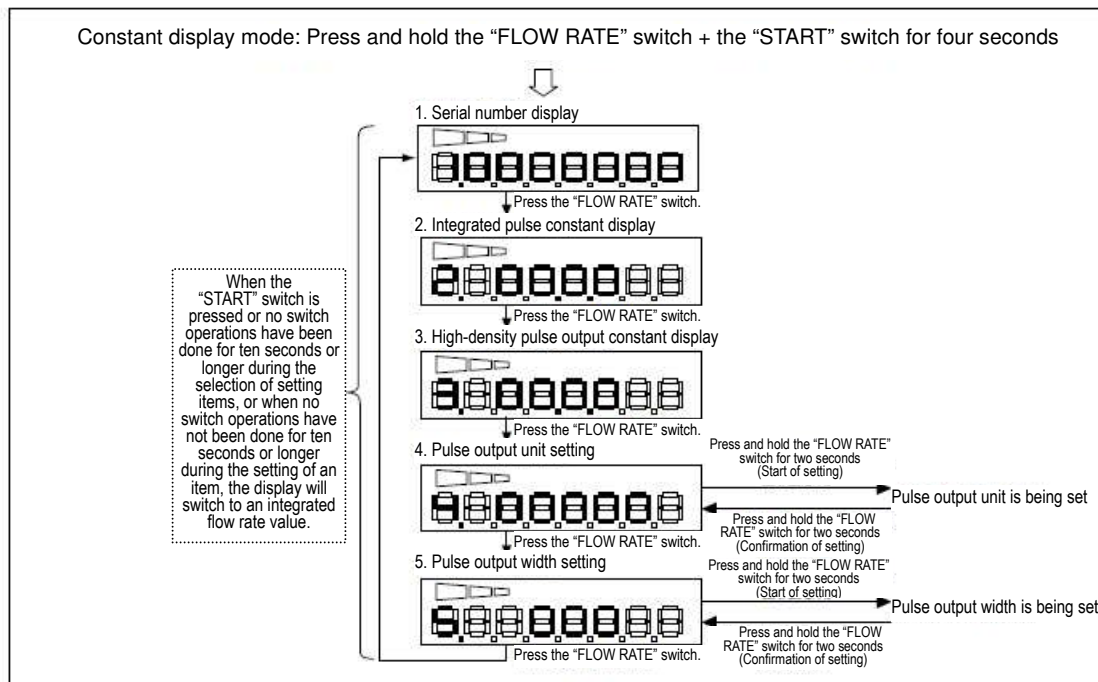 Constant display mode: Press and hold the “FLOW RATE” switch + the “START” switch for four seconds
1. Serial number display
Press the “FLOW RATE” switch.
2. Integrated pulse constant display
Press the “FLOW RATE” switch.
3. High-density pulse output constant display
Press the “FLOW RATE” switch.
4. Pulse output unit setting
Press the “FLOW RATE” switch.
5. Pulse output width setting
Press the “FLOW RATE” switch.
When the
“START” switch is
pressed or no switch
operations have been
done for ten seconds or
longer during the
selection of setting
items, or when no
switch operations have
not been done for ten
seconds or longer
during the setting of an
item, the display will
switch to an integrated
flow rate value.
Press and hold the “FLOW RATE”
switch for two seconds
(Start of setting)
Pulse output unit is being set
Press and hold the “FLOW
RATE” switch for two seconds
(Confirmation of setting)
Press and hold the “FLOW RATE”
switch for two seconds
(Start of setting)
Pulse output width is being set
Press and hold the “FLOW
RATE” switch for two seconds
(Confirmation of setting)